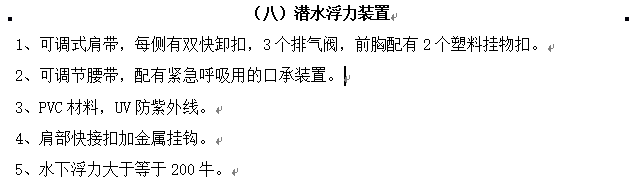 （八）潜水浮力装置
1、可调式肩带，每侧有双快卸扣，3个排气阀，前胸配有2个塑料挂物扣。
2、可调节腰带，配有紧急呼吸用的口承装置。
3、PVC材料，UV防紫外线。
4、肩部快接扣加金属挂钩。
5、水下浮力大于等于200牛。